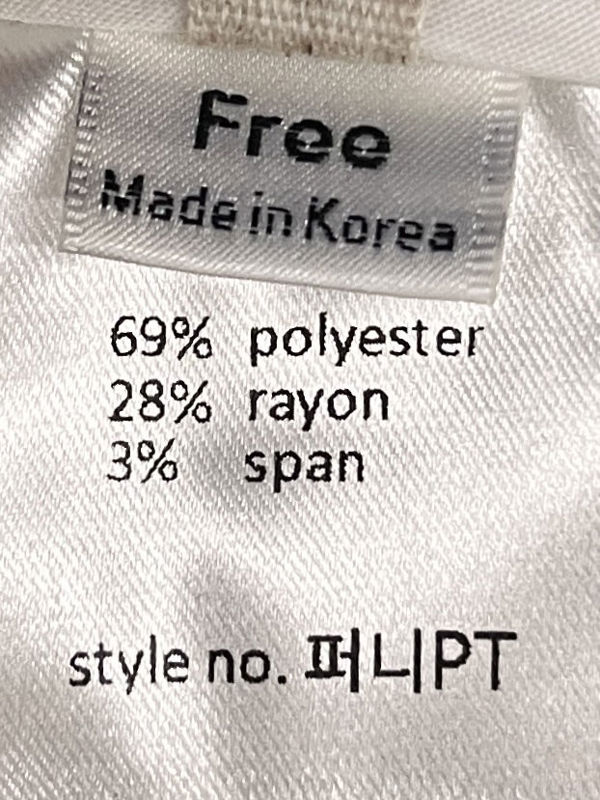 Free
Made in Korea
69% polyester
28% rayon
3% span
style no. 퍼니PT